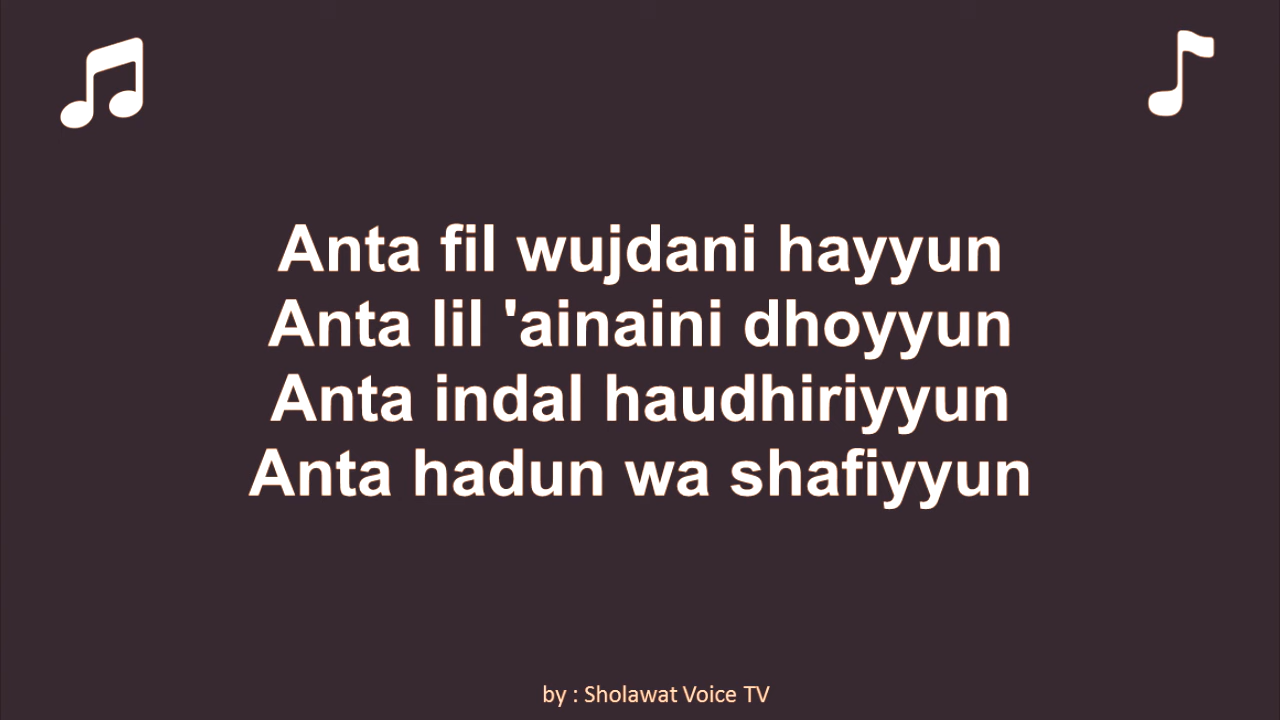 Anta fil wujdani hayyun
Anta lil 'ainaini dhoyyun
Anta indal haudhiriyyun
Anta hadun wa shafiyyun
by : Sholawat Voice TV